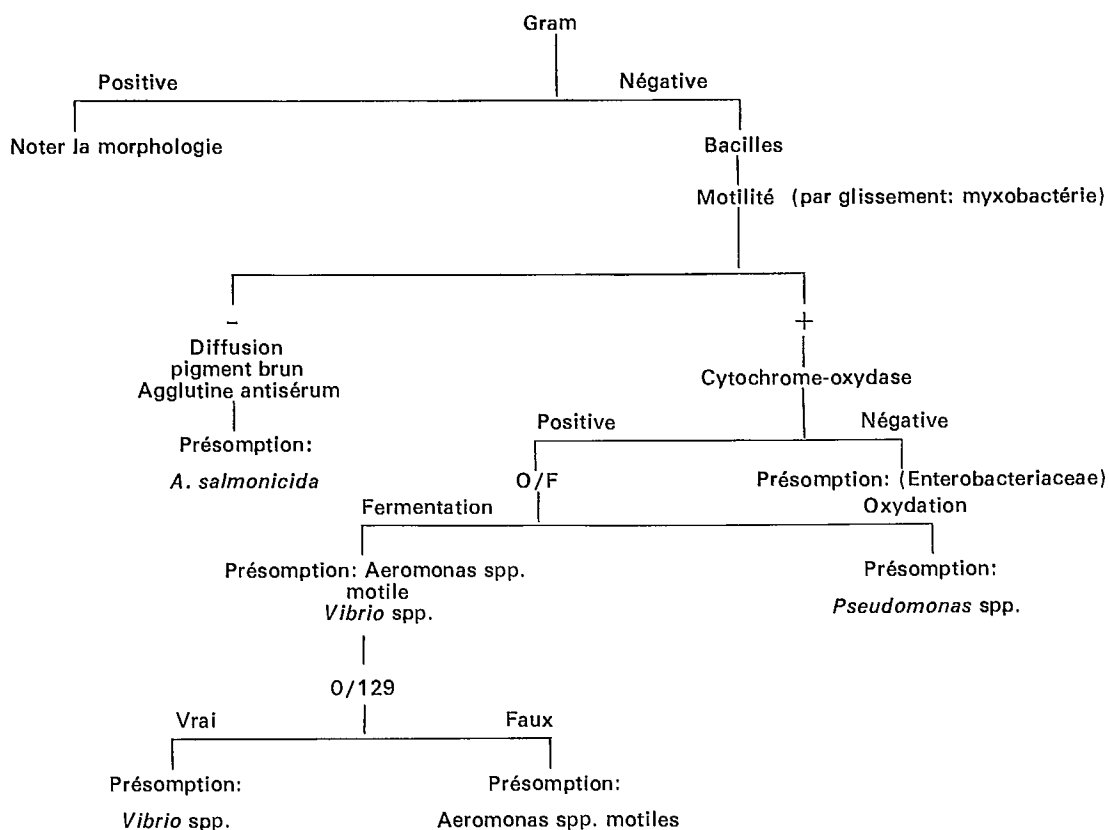 Gram
Positive
Négative
Noter la morphologie
Bacilles
Motilité (par glissement: myxobactérie)
-
+
Diffusion
pigment brun
Agglutine antisérum
Cytochrome-oxydase
Positive
Négative
Présomption:
A. salmonicida
O/F
Présomption: (Enterobacteriaceae)
Fermentation
Oxydation
Présomption: Aeromonas spp.
motile
Vibrio spp.
Présomption:
Pseudomonas spp.
0/129
Vrai
Faux
Présomption:
Vibrio spp.
Présomption:
Aeromonas spp. motiles